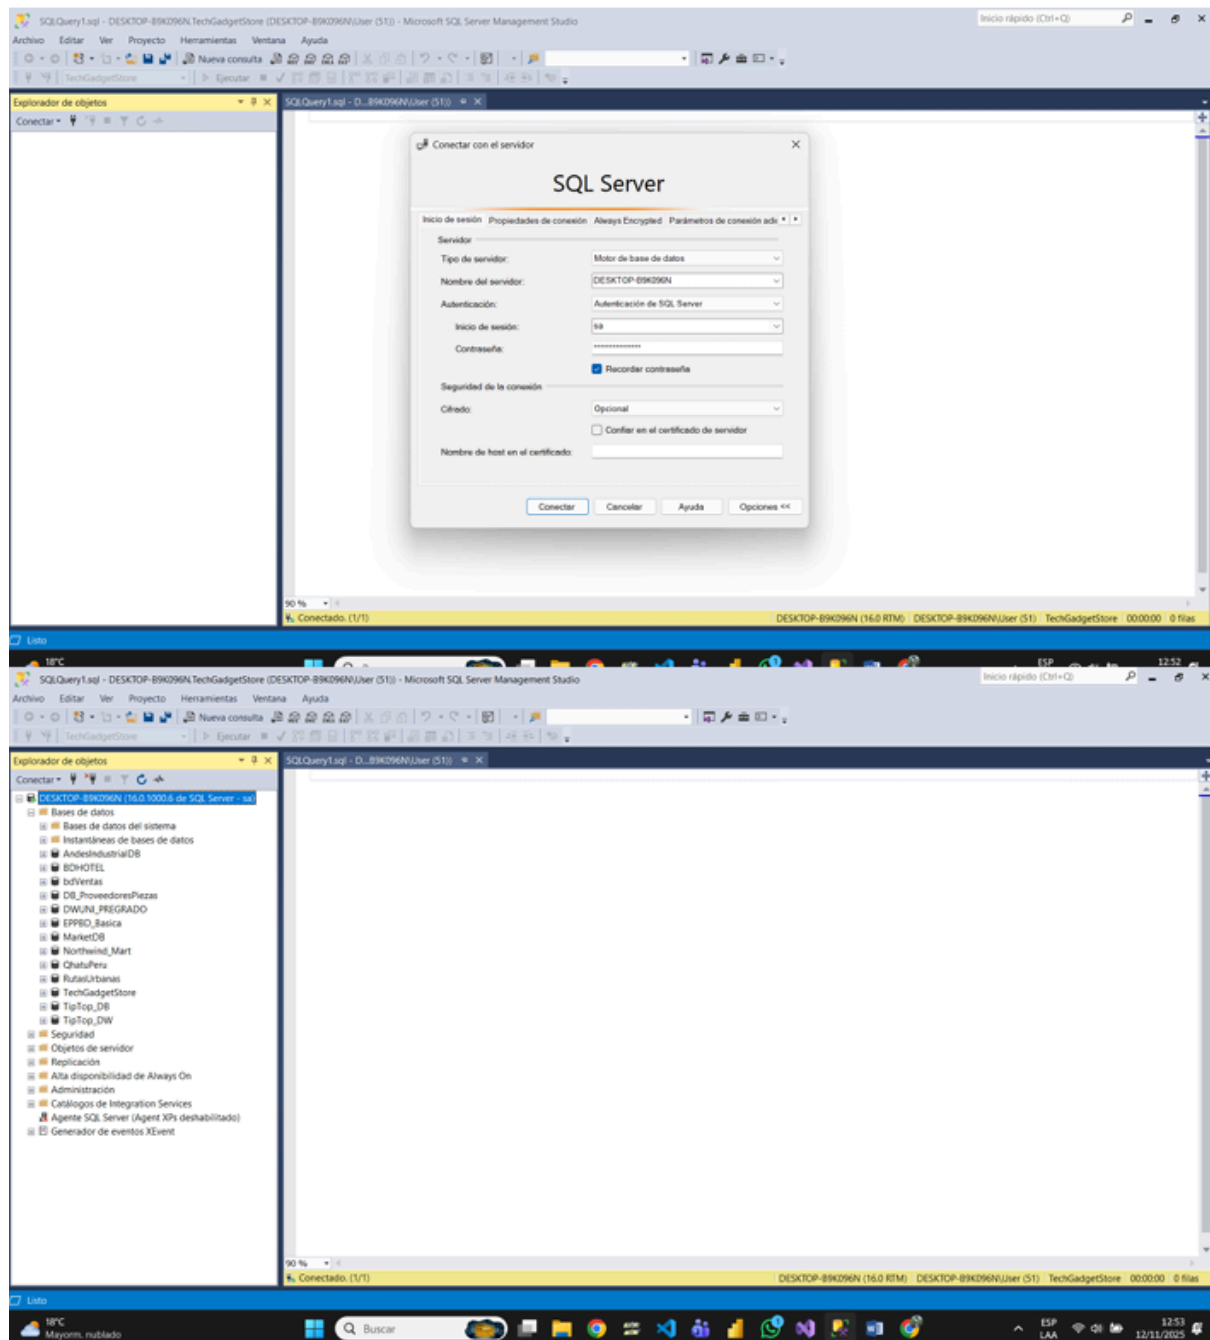 SQLQuery1.sql - DESKTOP-B9K096N.TechGadgetStore (DESKTOP-B9K096N\User (51)) - Microsoft SQL Server Management Studio
Inicio rápido (Ctrl+Q)
Archivo Editar Ver Proyecto Herramientas Ventana Ayuda
Nueva consulta
TechGadgetStore Ejecutar
Explorador de objetos
SQLQuery1.sql - D...B9K096N\User (51))
Conectar
Conectar con el servidor
SQL Server
Inicio de sesión Propiedades de conexión Always Encrypted Parámetros de conexión adic
Servidor
Tipo de servidor: Motor de base de datos
Nombre del servidor: DESKTOP-B9K096N
Autenticación: Autenticación de SQL Server
Inicio de sesión: sa
Contraseña: **************
Recordar contraseña
Seguridad de la conexión
Cifrado: Opcional
Confiar en el certificado de servidor
Nombre de host en el certificado:
Conectar Cancelar Ayuda Opciones <<
90 %
Conectado. (1/1)
DESKTOP-B9K096N (16.0 RTM) DESKTOP-B9K096N\User (51) TechGadgetStore 00:00:00 0 filas
Listo
18°C
ESP
12:52
SQLQuery1.sql - DESKTOP-B9K096N.TechGadgetStore (DESKTOP-B9K096N\User (51)) - Microsoft SQL Server Management Studio
Inicio rápido (Ctrl+Q)
Archivo Editar Ver Proyecto Herramientas Ventana Ayuda
Nueva consulta
TechGadgetStore Ejecutar
Explorador de objetos
SQLQuery1.sql - D...B9K096N\User (51))
Conectar
DESKTOP-B9K096N (16.0.1000.6 de SQL Server - sa)
Bases de datos
Bases de datos del sistema
Instantáneas de bases de datos
AndesIndustrialDB
BDHOTEL
bdVentas
DB_ProveedoresPiezas
DWUNI_PREGRADO
EPPBD_Basica
MarketDB
Northwind_Mart
QhatuPeru
RutasUrbanas
TechGadgetStore
TipTop_DB
TipTop_DW
Seguridad
Objetos de servidor
Replicación
Alta disponibilidad de Always On
Administración
Catálogos de Integration Services
Agente SQL Server (Agent XPs deshabilitado)
Generador de eventos XEvent
90 %
Conectado. (1/1)
DESKTOP-B9K096N (16.0 RTM) DESKTOP-B9K096N\User (51) TechGadgetStore 00:00:00 0 filas
Listo
18°C
Mayorm. nublado
Buscar
ESP
LAA
12:53
12/11/2025